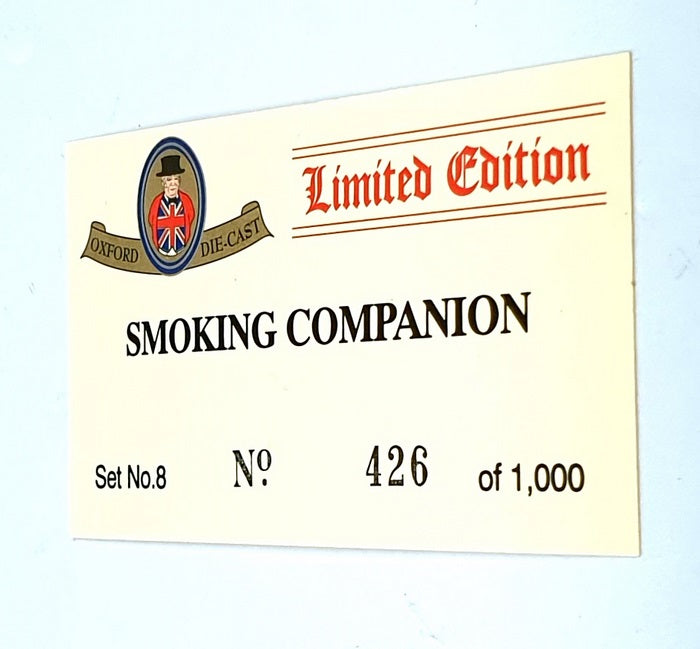 OXFORD DIE-CAST
Limited Edition
SMOKING COMPANION
Set No.8 Nº 426 of 1,000